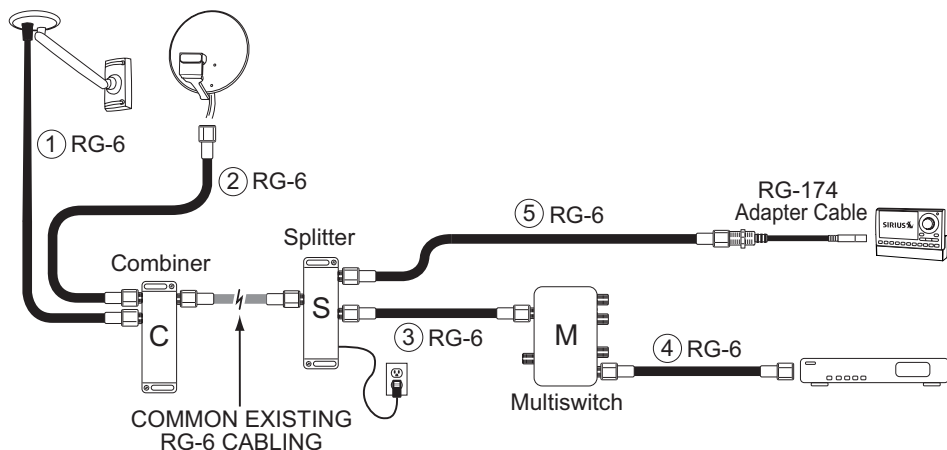 1 RG-6
2 RG-6
RG-174
Adapter Cable
5 RG-6
SIRIUS
Splitter
Combiner
S
C
3 RG-6
M
4 RG-6
Multiswitch
COMMON EXISTING
RG-6 CABLING